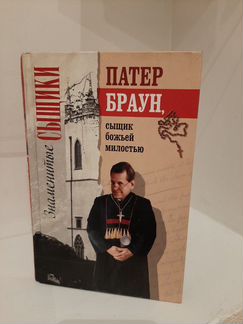 Знаменитые
СЫЩИКИ
ПАТЕР
БРАУН,
сыщик
божьей
милостью